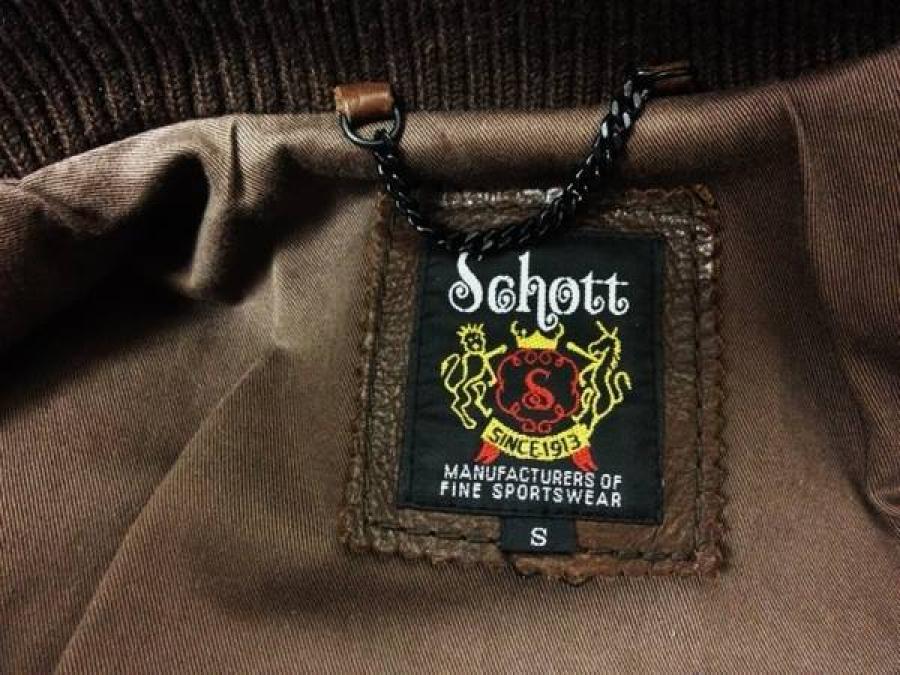 Schott
S
SINCE 1913
MANUFACTURERS OF
FINE SPORTSWEAR
S